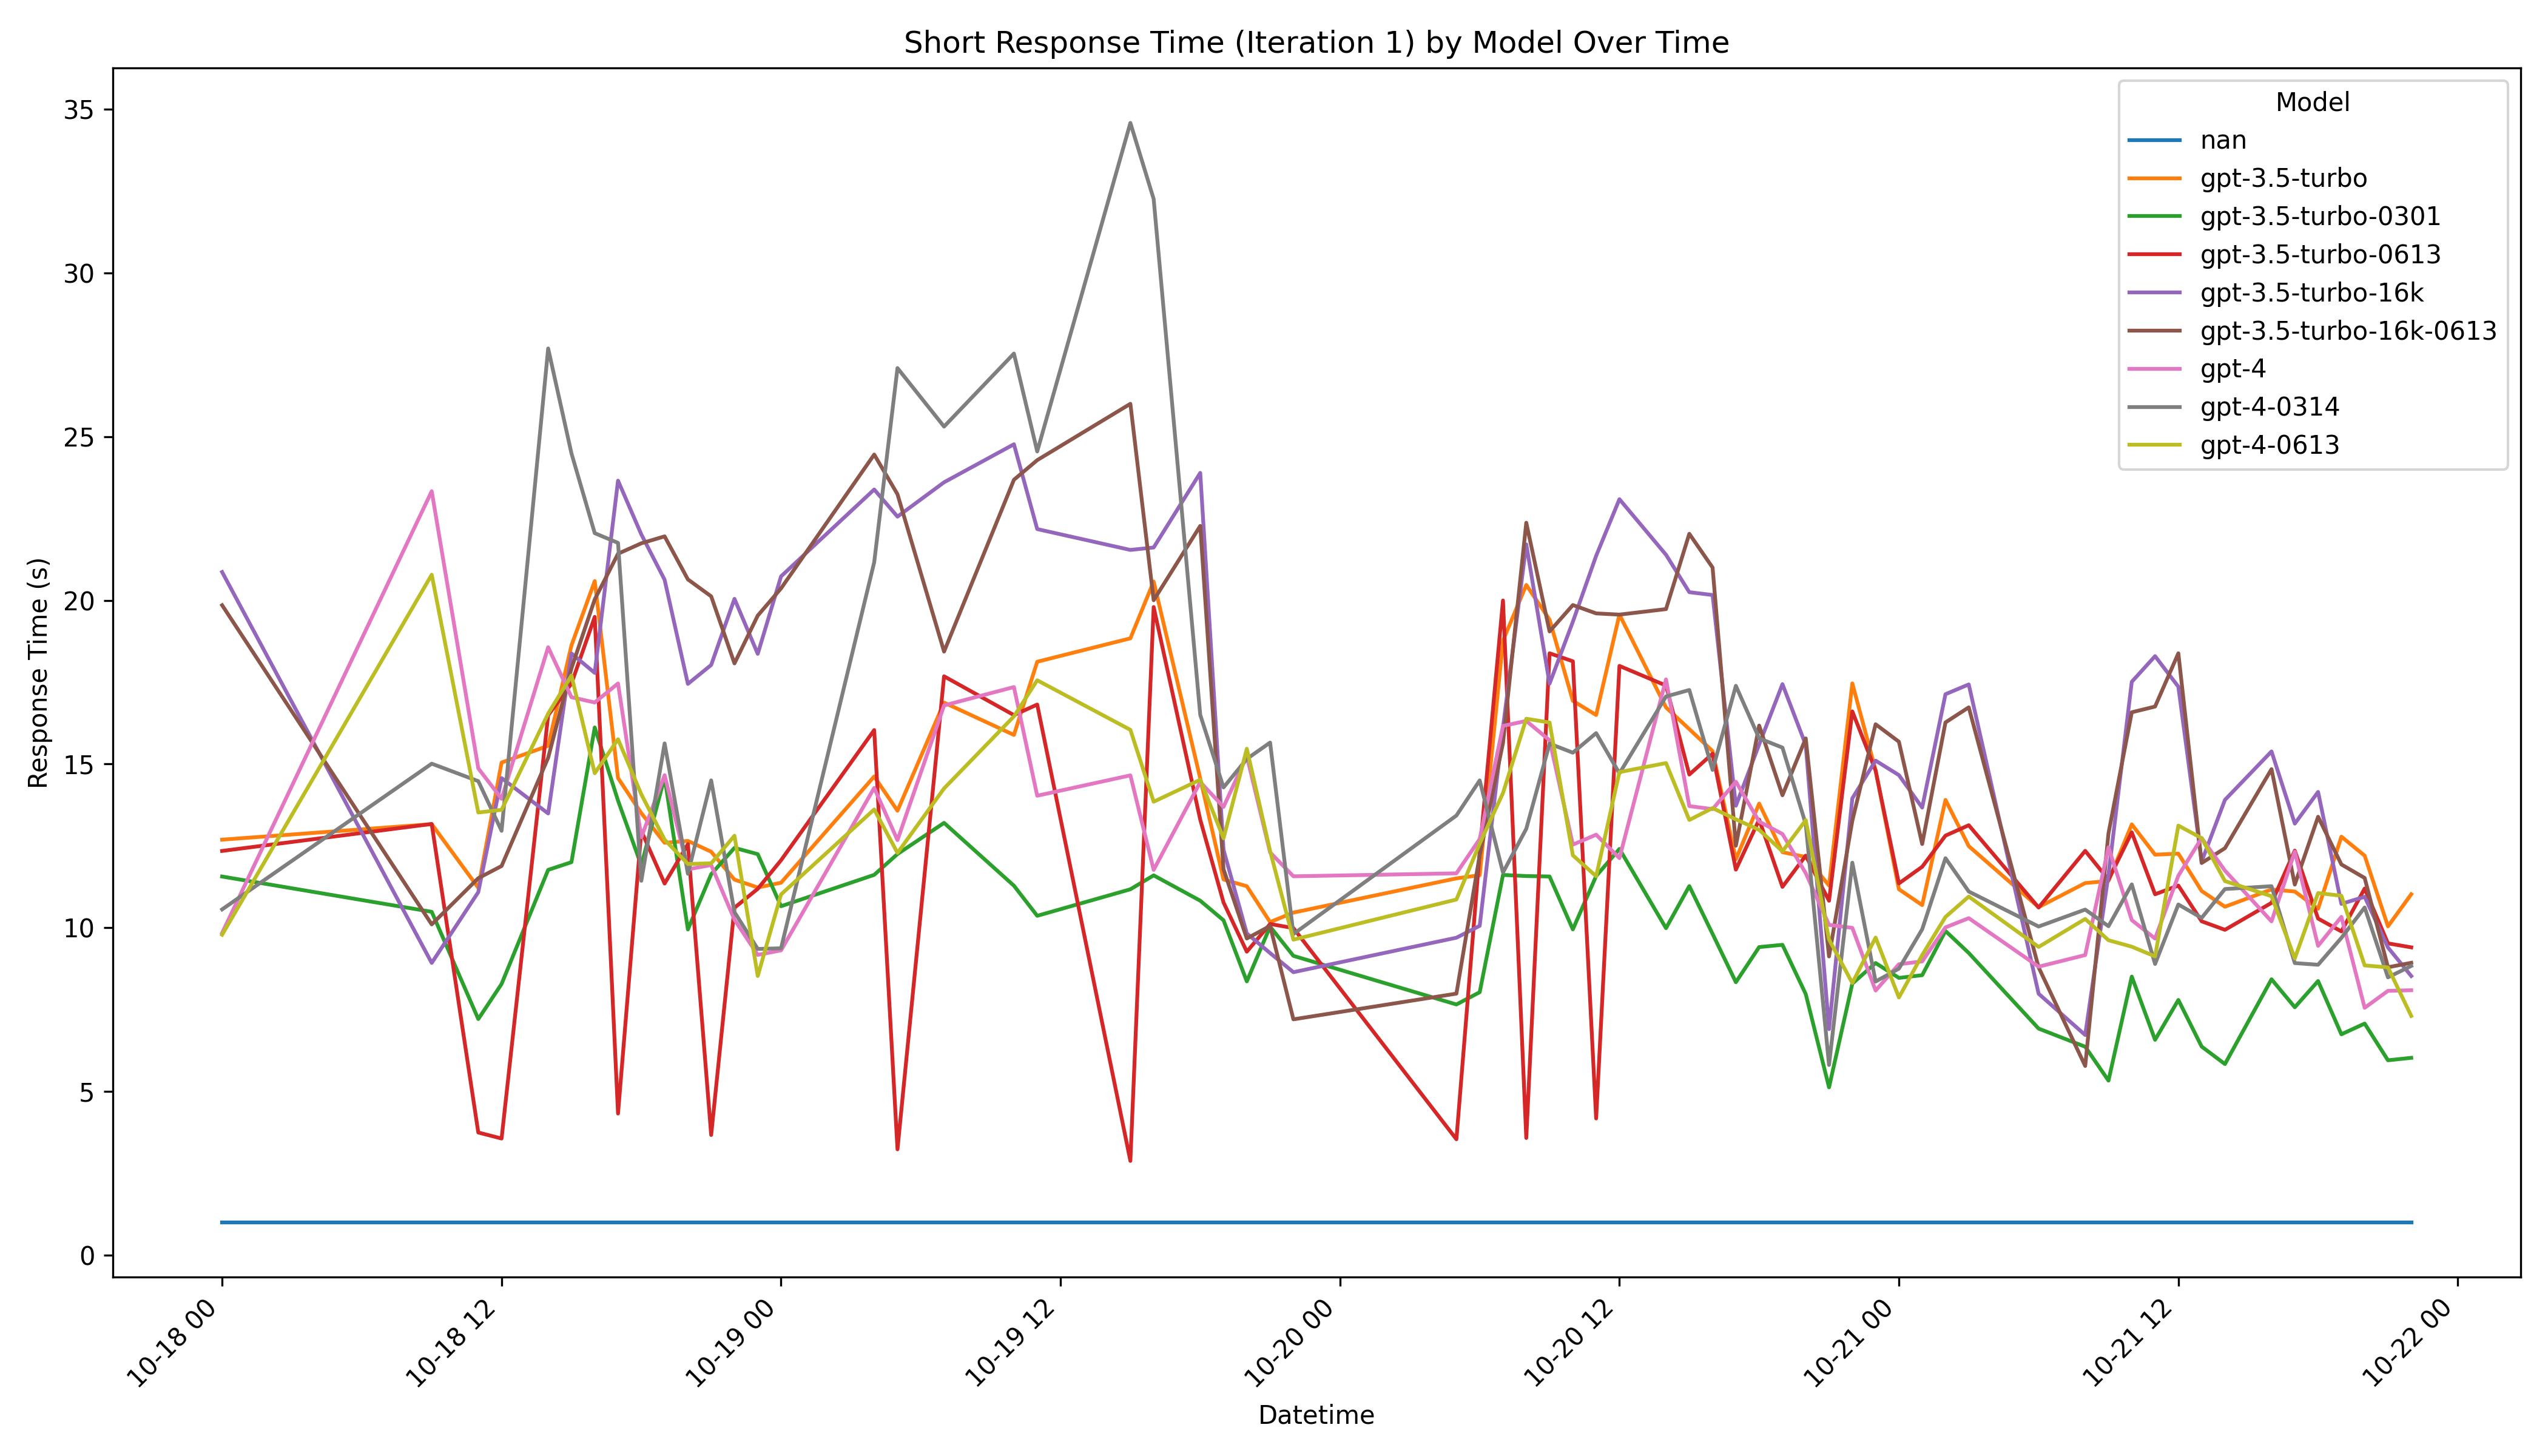 Short Response Time (Iteration 1) by Model Over Time
Model
nan
gpt-3.5-turbo
gpt-3.5-turbo-0301
gpt-3.5-turbo-0613
gpt-3.5-turbo-16k
gpt-3.5-turbo-16k-0613
gpt-4
gpt-4-0314
gpt-4-0613
Response Time (s)
35
30
25
20
15
10
5
0
10-18 00
10-18 12
10-19 00
10-19 12
10-20 00
10-20 12
10-21 00
10-21 12
10-22 00
Datetime